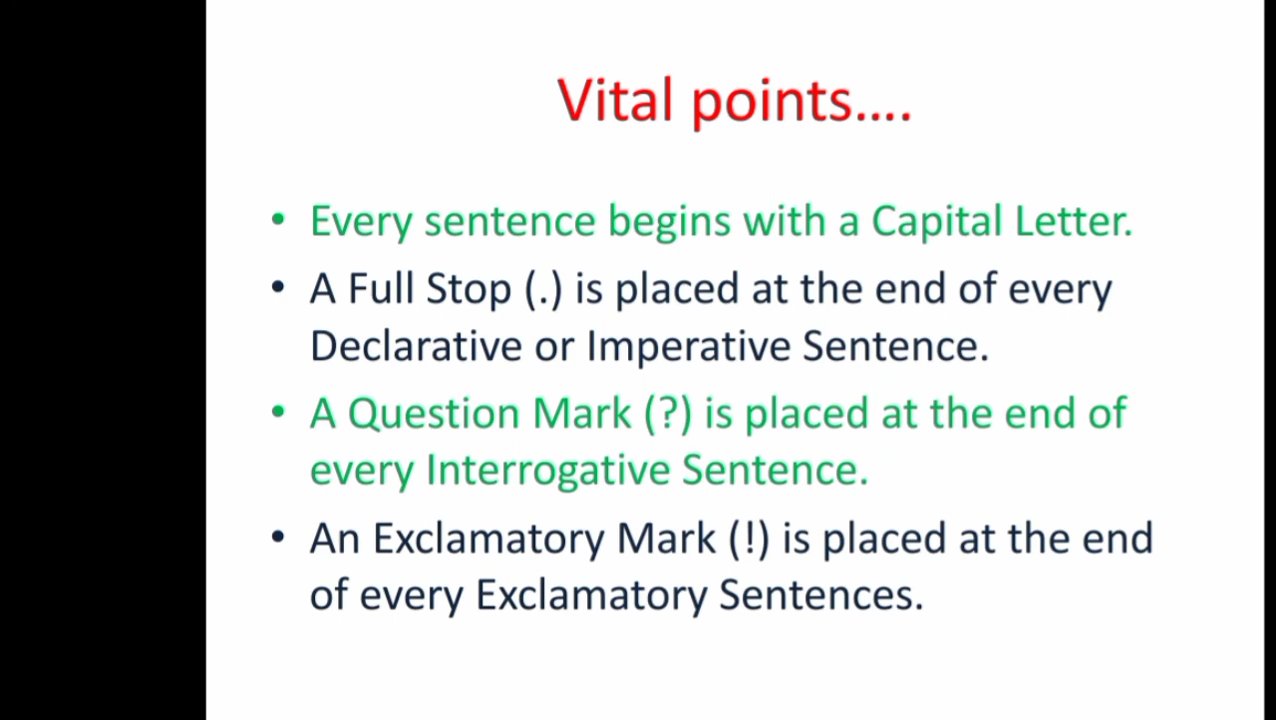 Vital points....
• Every sentence begins with a Capital Letter.
• A Full Stop (.) is placed at the end of every
Declarative or Imperative Sentence.
• A Question Mark (?) is placed at the end of
every Interrogative Sentence.
• An Exclamatory Mark (!) is placed at the end
of every Exclamatory Sentences.